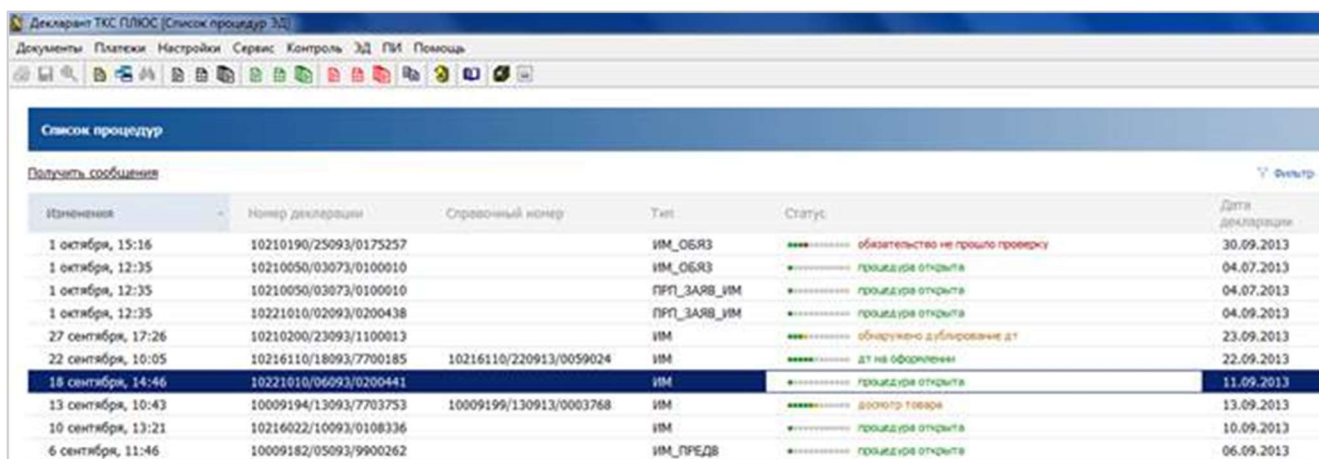 Декларант ТКС ПЛЮС [Список процедур ЭД]
Документы Платежи Настройки Сервис Контроль ЭД ПИ Помощь
Список процедур
Получить сообщения Фильтр
Изменения Номер декларации Справочный номер Тип Статус Дата декларации
1 октября, 15:16 10210190/25093/0175257 ИМ_ОБЯЗ обязательство не прошло проверку 30.09.2013
1 октября, 12:35 10210050/03073/0100010 ИМ_ОБЯЗ процедура открыта 04.07.2013
1 октября, 12:35 10210050/03073/0100010 ПРП_ЗАЯВ_ИМ процедура открыта 04.07.2013
1 октября, 12:35 10221010/02093/0200438 ПРП_ЗАЯВ_ИМ процедура открыта 04.09.2013
27 сентября, 17:26 10210200/23093/1100013 ИМ обнаружено дублирование дт 23.09.2013
22 сентября, 10:05 10216110/18093/7700185 10216110/220913/0059024 ИМ дт на оформлении 22.09.2013
18 сентября, 14:46 10221010/06093/0200441 ИМ процедура открыта 11.09.2013
13 сентября, 10:43 10009194/13093/7703753 10009199/130913/0003768 ИМ досмотр товара 13.09.2013
10 сентября, 13:21 10216022/10093/0108336 ИМ процедура открыта 10.09.2013
6 сентября, 11:46 10009182/05093/9900262 ИМ_ПРЕДВ процедура открыта 06.09.2013